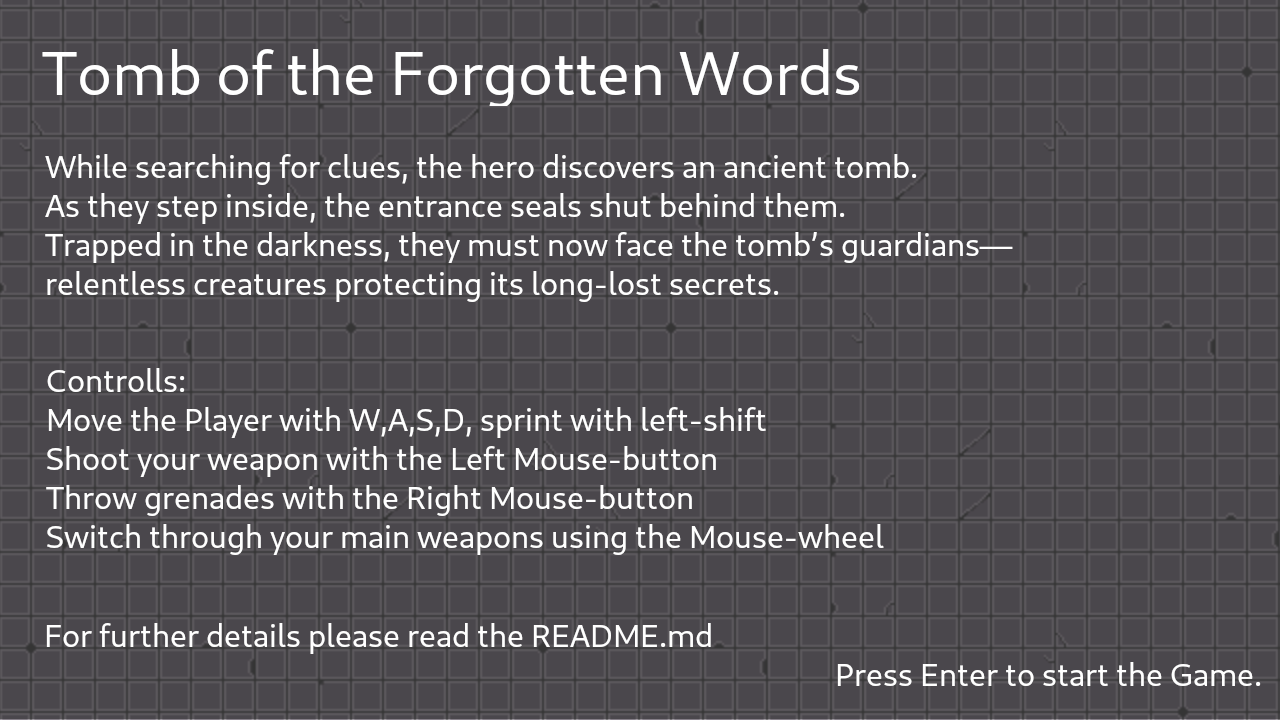 Tomb of the Forgotten Words
While searching for clues, the hero discovers an ancient tomb.
As they step inside, the entrance seals shut behind them.
Trapped in the darkness, they must now face the tomb’s guardians—
relentless creatures protecting its long-lost secrets.
Controlls:
Move the Player with W,A,S,D, sprint with left-shift
Shoot your weapon with the Left Mouse-button
Throw grenades with the Right Mouse-button
Switch through your main weapons using the Mouse-wheel
For further details please read the README.md
Press Enter to start the Game.